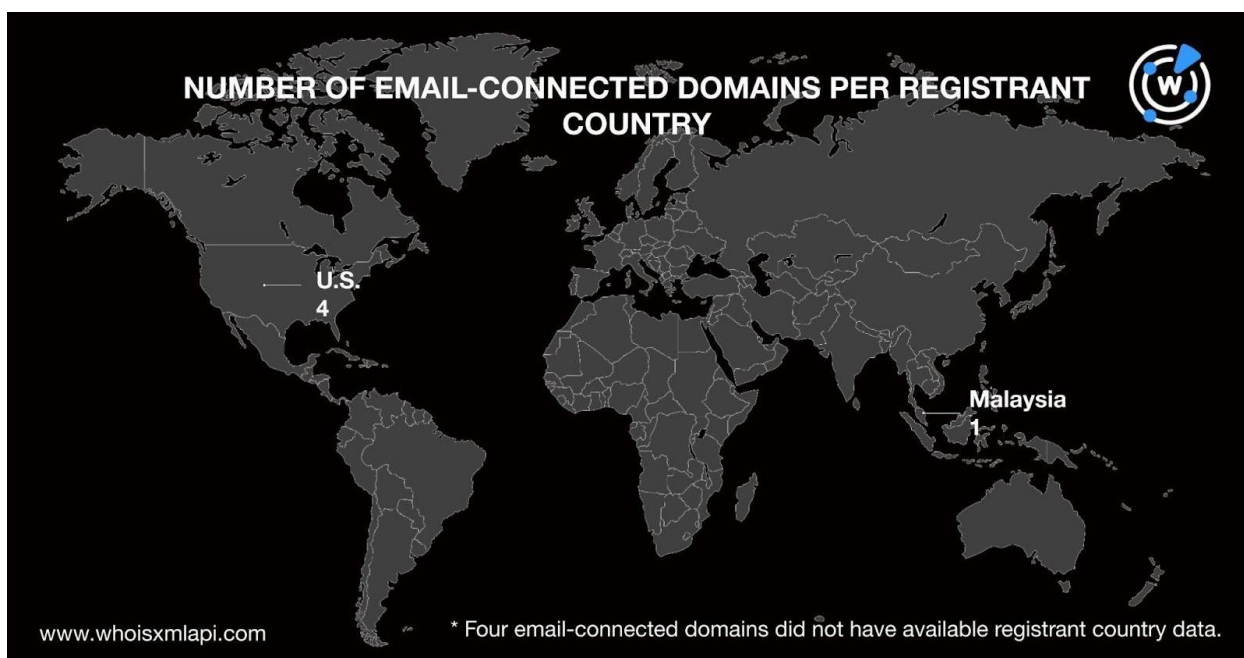 NUMBER OF EMAIL-CONNECTED DOMAINS PER REGISTRANT
COUNTRY
W
U.S.
4
Malaysia
1
www.whoisxmlapi.com
* Four email-connected domains did not have available registrant country data.